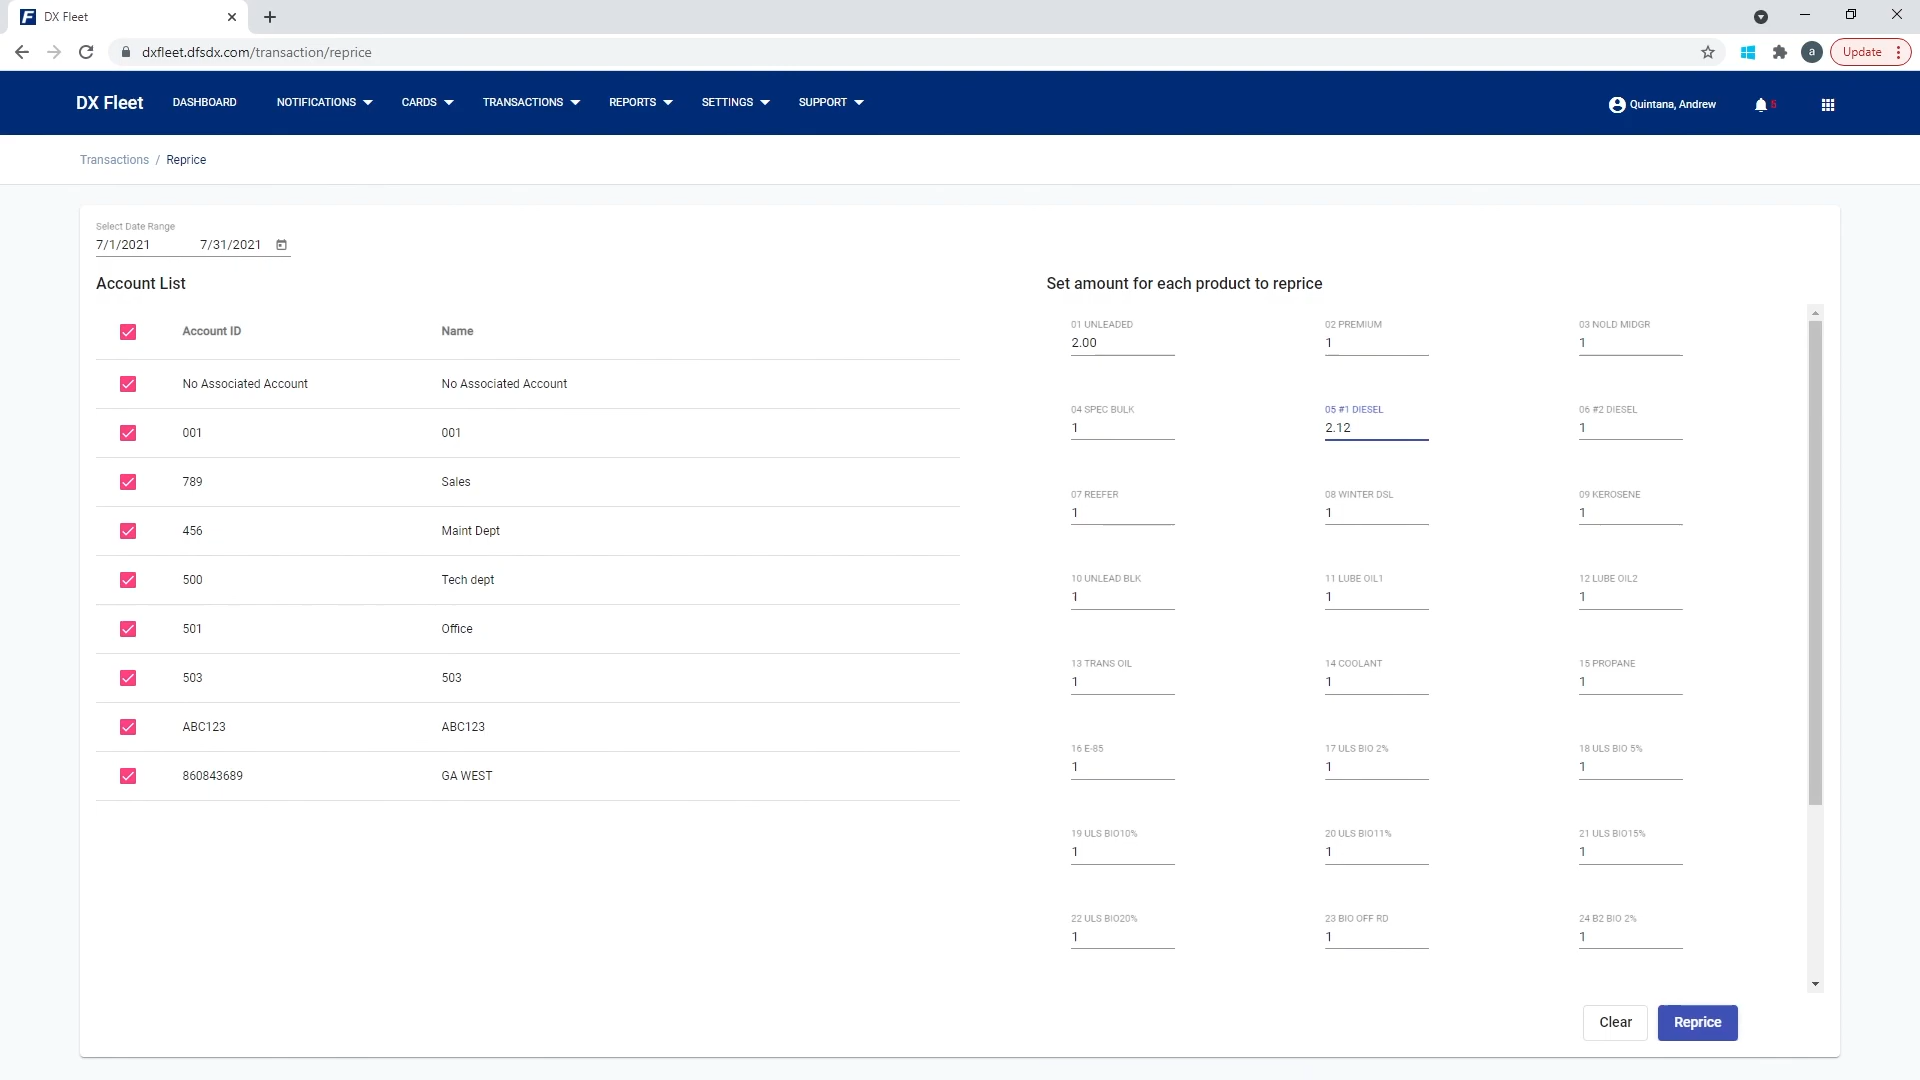 DX Fleet
dxfleet.dfsdx.com/transaction/reprice
a
Update
DX Fleet DASHBOARD NOTIFICATIONS CARDS TRANSACTIONS REPORTS SETTINGS SUPPORT Quintana, Andrew 5
Transactions / Reprice
Select Date Range
7/1/2021 7/31/2021
Account List
Account ID Name
No Associated Account No Associated Account
001 001
789 Sales
456 Maint Dept
500 Tech dept
501 Office
503 503
ABC123 ABC123
860843689 GA WEST
Set amount for each product to reprice
01 UNLEADED 02 PREMIUM 03 NOLD MIDGR
2.00 1 1
04 SPEC BULK 05 #1 DIESEL 06 #2 DIESEL
1 2.12 1
07 REEFER 08 WINTER DSL 09 KEROSENE
1 1 1
10 UNLEAD BLK 11 LUBE OIL1 12 LUBE OIL2
1 1 1
13 TRANS OIL 14 COOLANT 15 PROPANE
1 1 1
16 E-85 17 ULS BIO 2% 18 ULS BIO 5%
1 1 1
19 ULS BIO10% 20 ULS BIO11% 21 ULS BIO15%
1 1 1
22 ULS BIO20% 23 BIO OFF RD 24 B2 BIO 2%
1 1 1
Clear Reprice